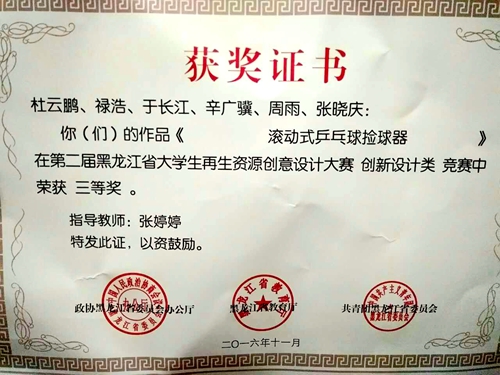 获奖证书
杜云鹏、禄浩、于长江、辛广骥、周雨、张晓庆：
你（们）的作品《 滚动式乒乓球捡球器 》
在第二届黑龙江省大学生再生资源创意设计大赛 创新设计类 竞赛中
荣获 三等奖 。
指导教师：张婷婷
特发此证，以资鼓励。
政协黑龙江省委员会办公厅 黑龙江省教育厅 共青团黑龙江省委员会
二〇一六年十一月